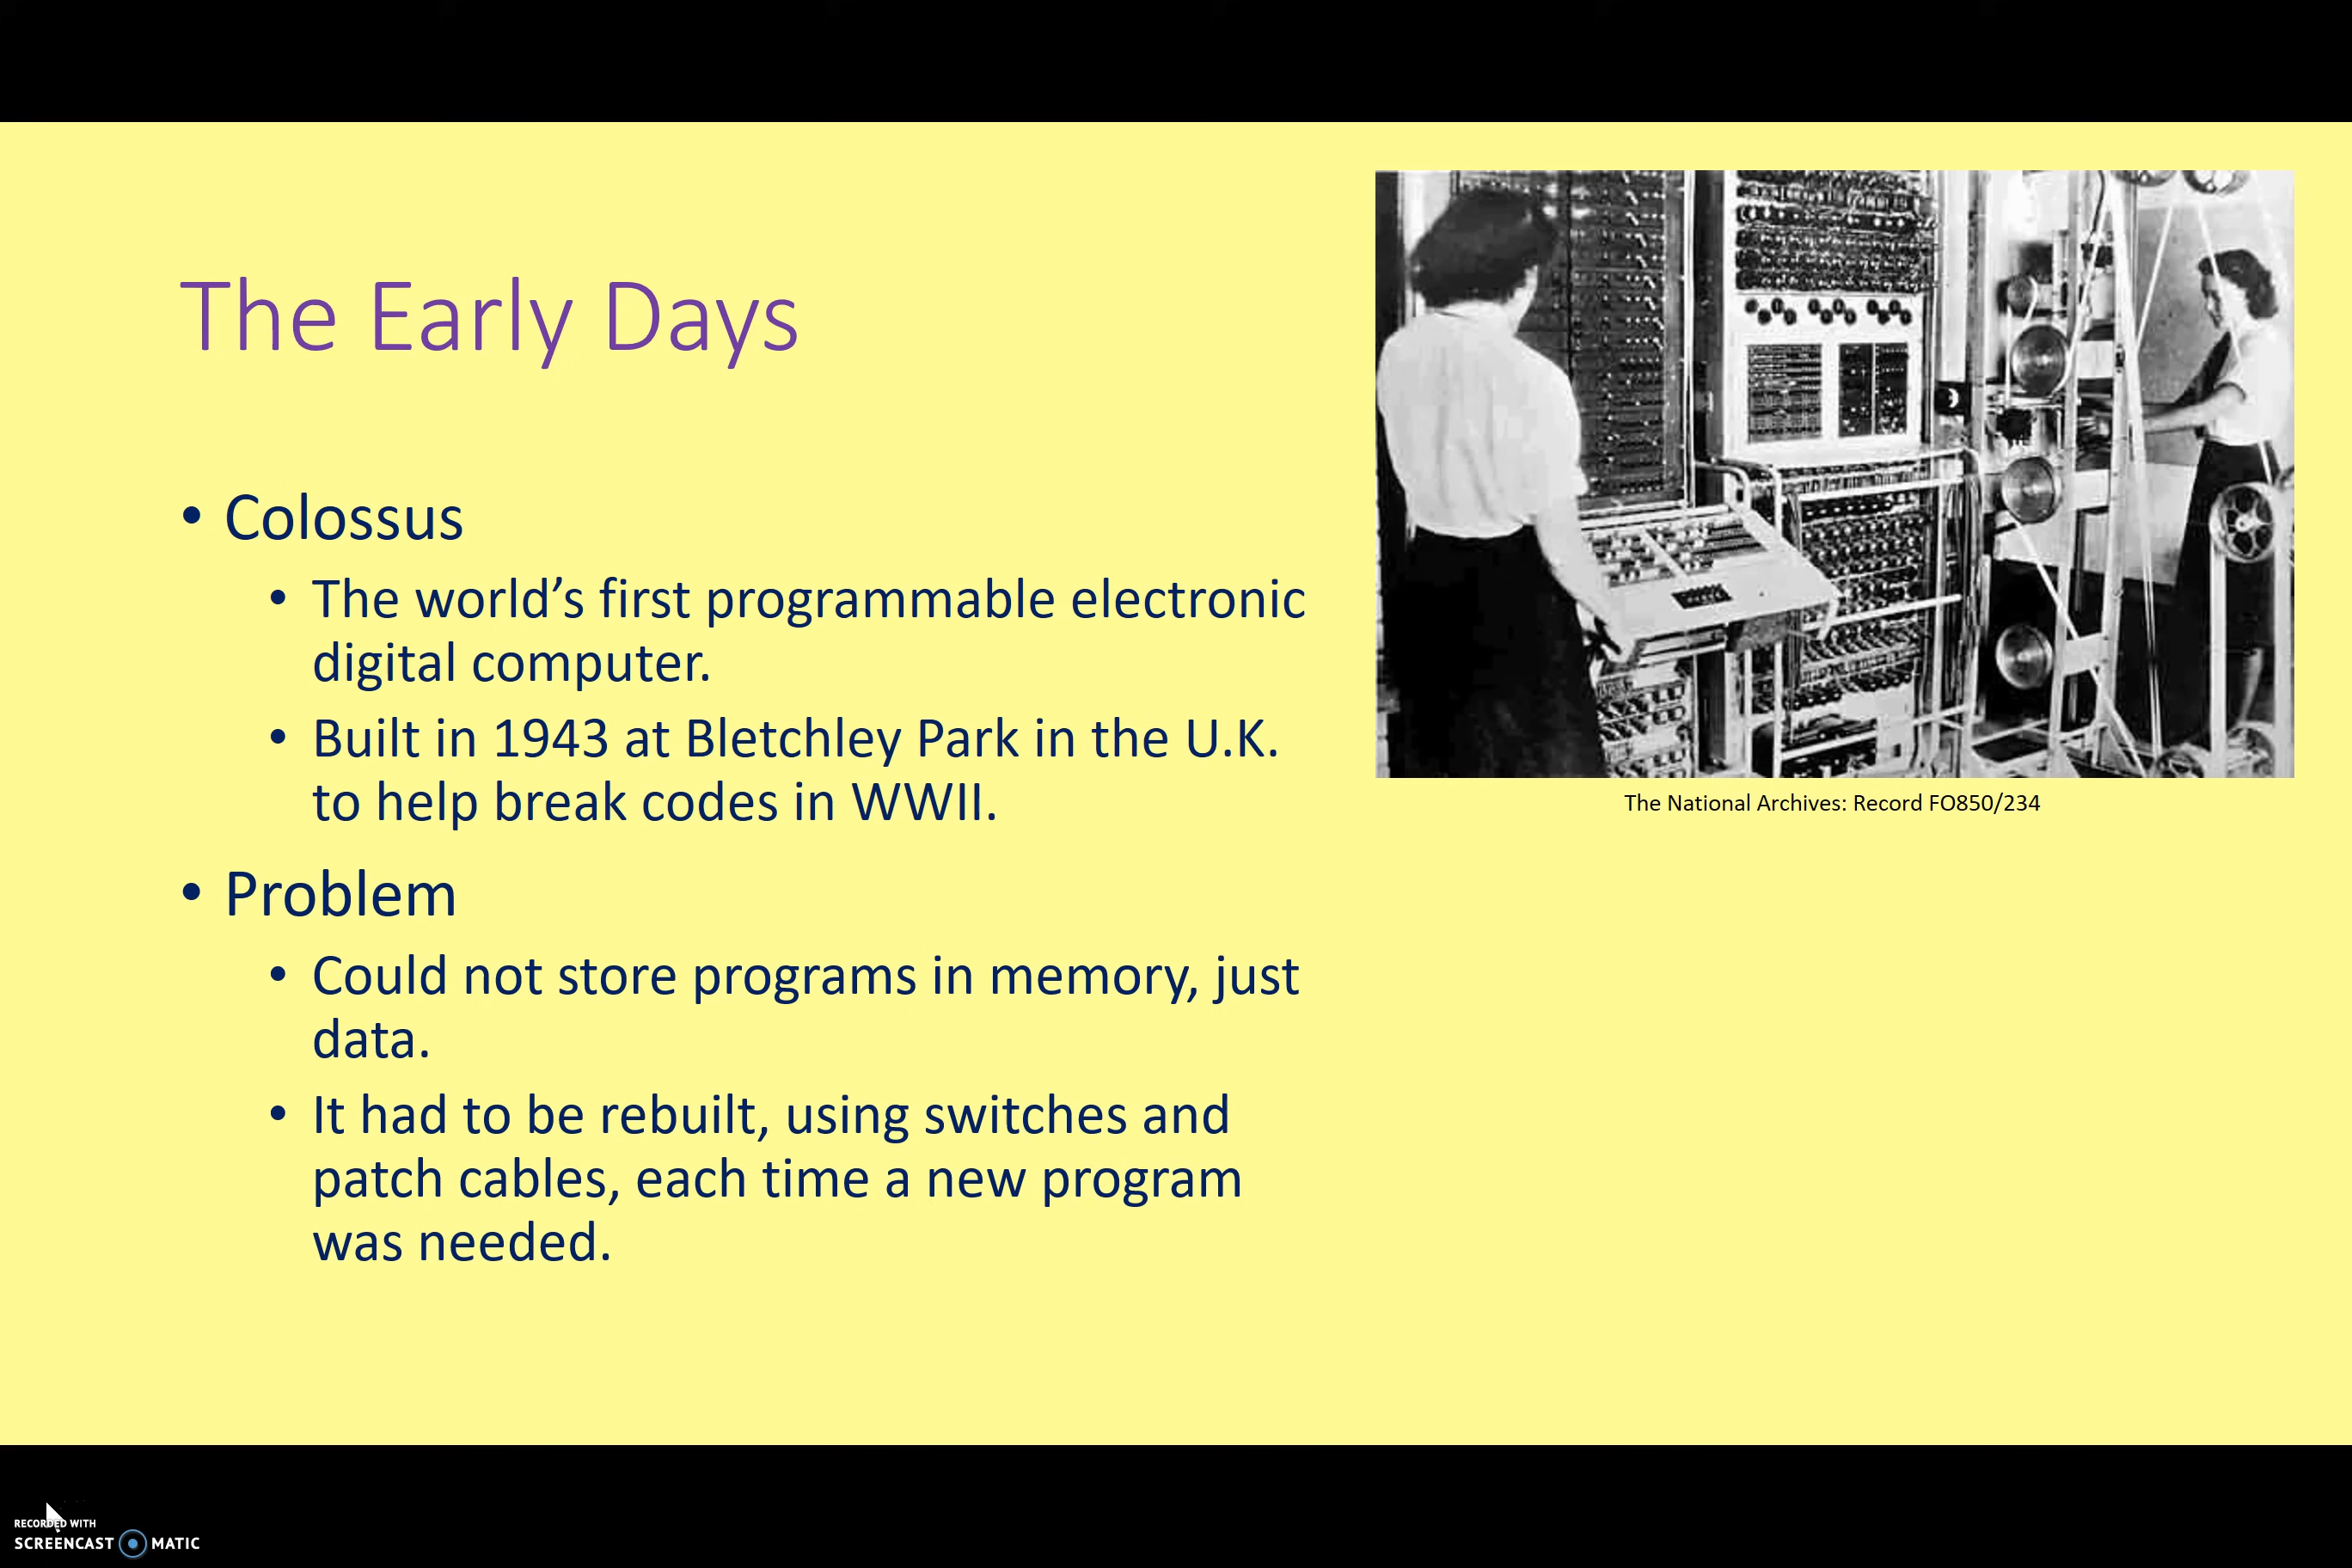 The Early Days
• Colossus
• The world’s first programmable electronic
digital computer.
• Built in 1943 at Bletchley Park in the U.K.
to help break codes in WWII.
• Problem
• Could not store programs in memory, just
data.
• It had to be rebuilt, using switches and
patch cables, each time a new program
was needed.
The National Archives: Record FO850/234
RECORDED WITH
SCREENCAST MATIC